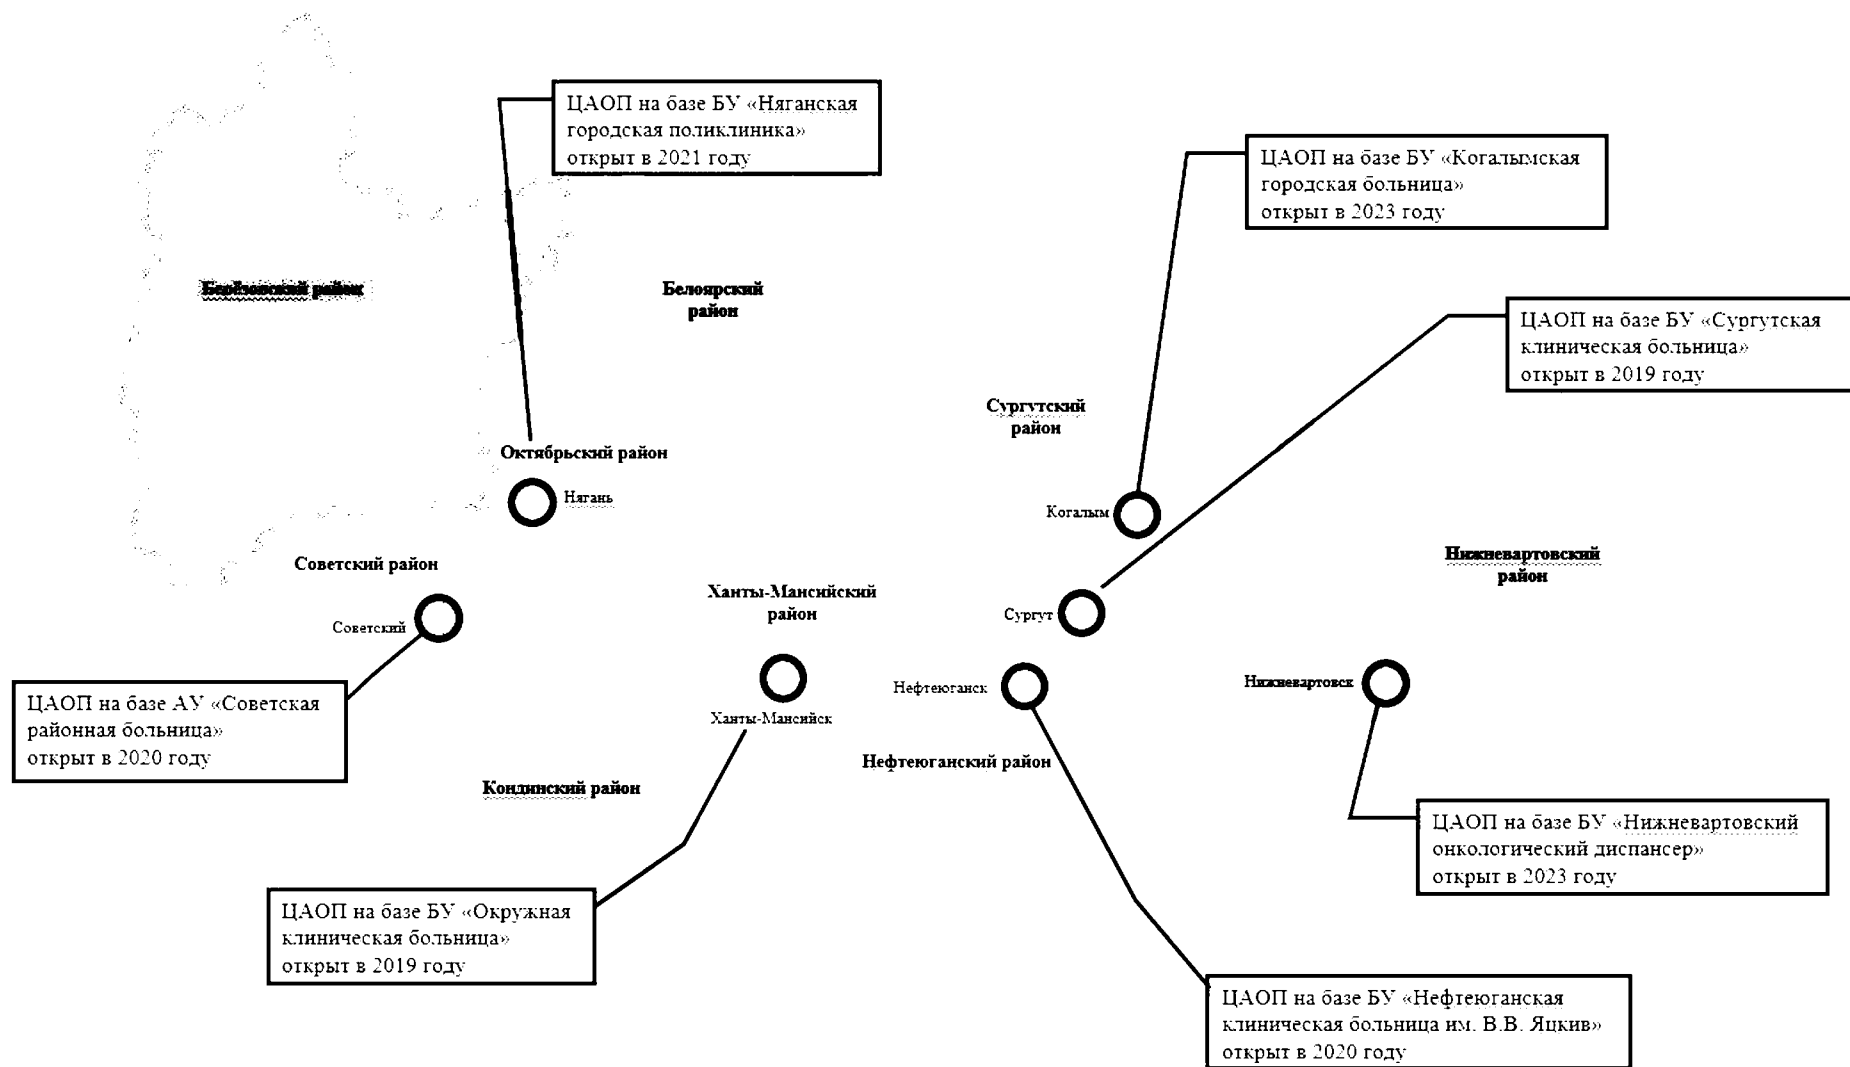 ЦАОП на базе БУ «Няганская
городская поликлиника»
открыт в 2021 году
ЦАОП на базе БУ «Когалымская
городская больница»
открыт в 2023 году
Берёзовский район
Белоярский
район
ЦАОП на базе БУ «Сургутская
клиническая больница»
открыт в 2019 году
Сургутский
район
Октябрьский район
Нягань
Когалым
Советский район
Нижневартовский
район
Ханты-Мансийский
район
Советский
Сургут
Нефтеюганск
Нижневартовск
Ханты-Мансийск
ЦАОП на базе АУ «Советская
районная больница»
открыт в 2020 году
Нефтеюганский район
Кондинский район
ЦАОП на базе БУ «Нижневартовский
онкологический диспансер»
открыт в 2023 году
ЦАОП на базе БУ «Окружная
клиническая больница»
открыт в 2019 году
ЦАОП на базе БУ «Нефтеюганская
клиническая больница им. В.В. Яцкив»
открыт в 2020 году